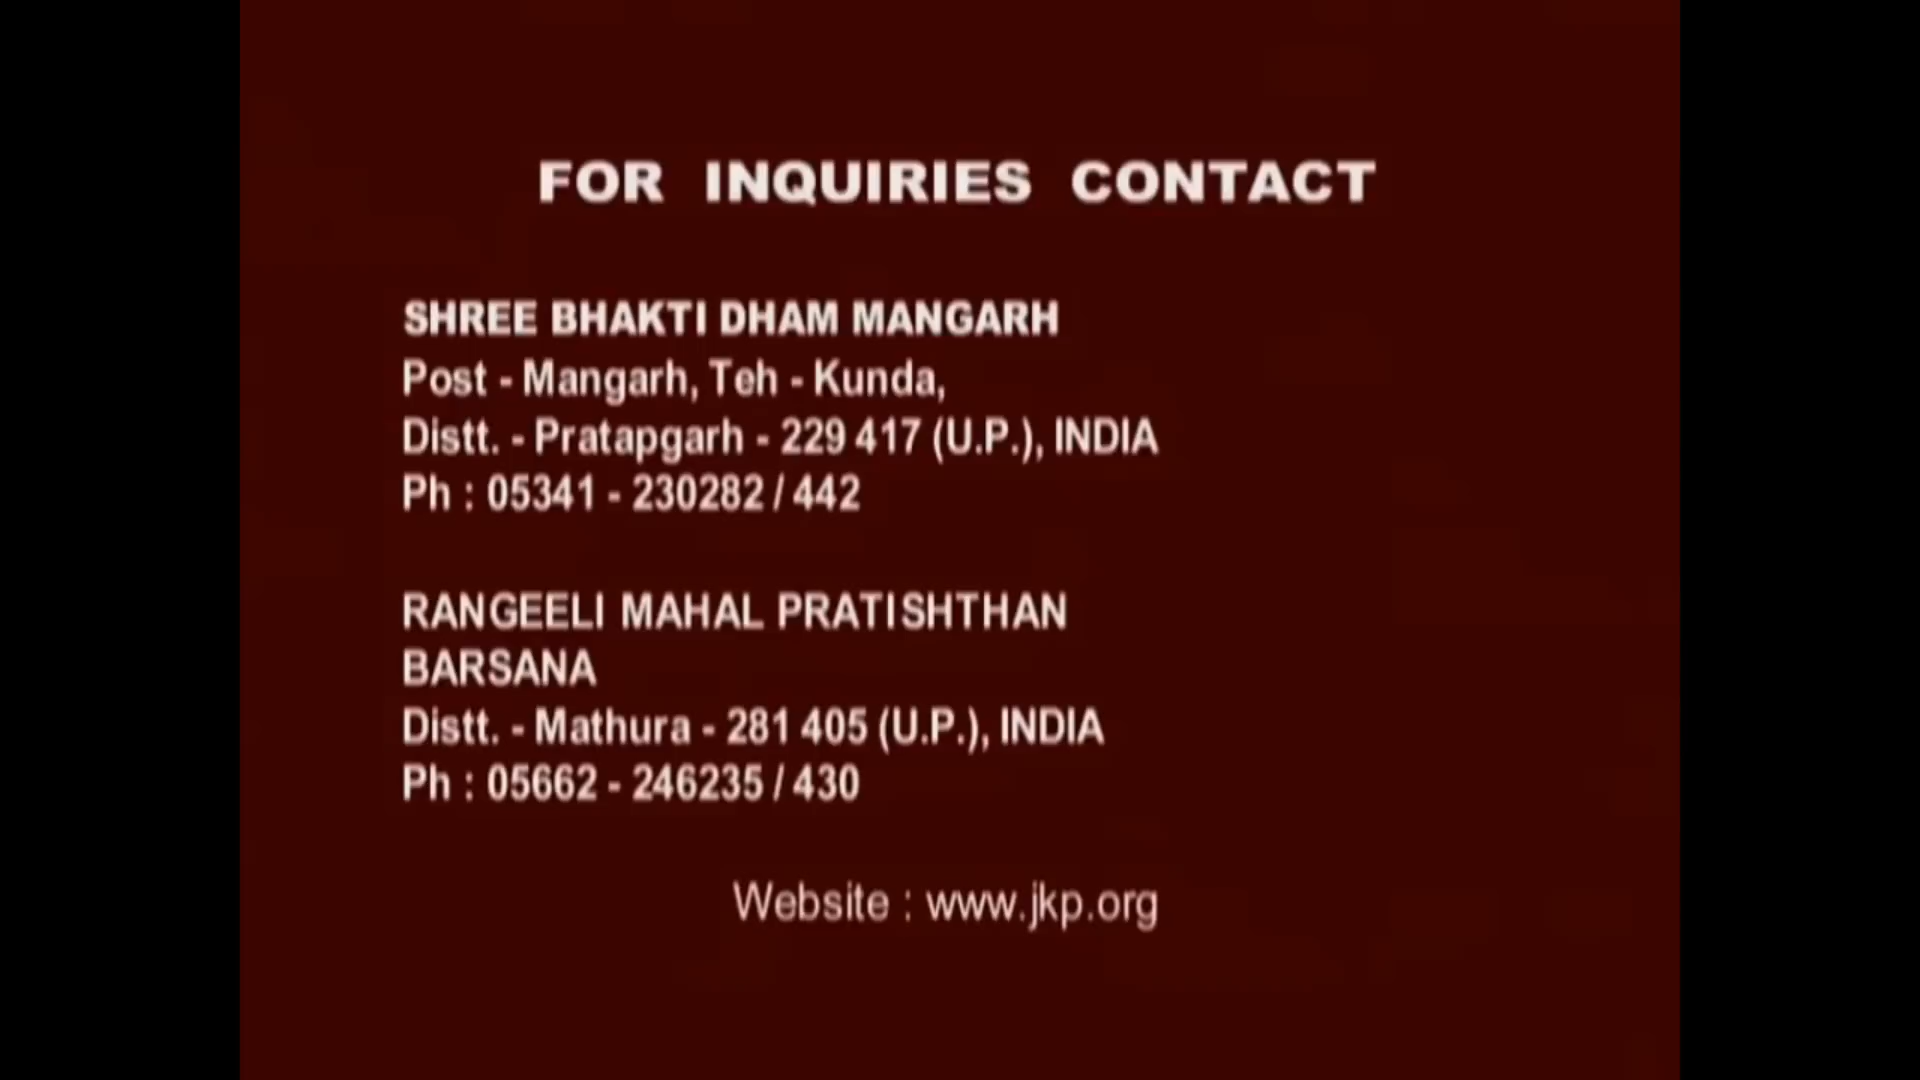 FOR INQUIRIES CONTACT
SHREE BHAKTI DHAM MANGARH
Post - Mangarh, Teh - Kunda,
Distt. - Pratapgarh - 229 417 (U.P.), INDIA
Ph : 05341 - 230282 / 442
RANGEELI MAHAL PRATISHTHAN
BARSANA
Distt. - Mathura - 281 405 (U.P.), INDIA
Ph : 05662 - 246235 / 430
Website : www.jkp.org